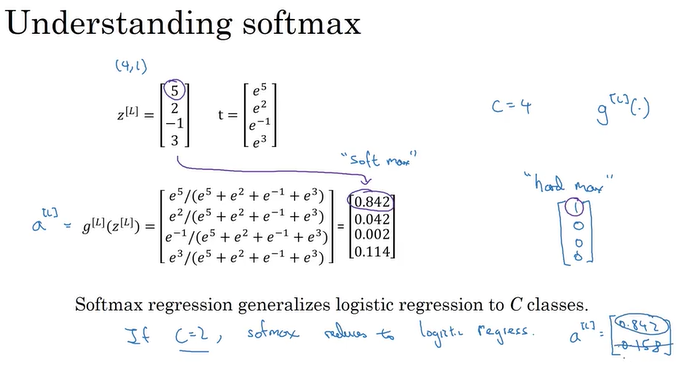 Understanding softmax
(4,1)
z^[L] = [5 2 −1 3] t = [e^5 e^2 e^−1 e^3]
C = 4 g^[L](·)
"soft max"
"hard max"
a^[L] = g^[L](z^[L]) = [e^5/(e^5 + e^2 + e^−1 + e^3) e^2/(e^5 + e^2 + e^−1 + e^3) e^−1/(e^5 + e^2 + e^−1 + e^3) e^3/(e^5 + e^2 + e^−1 + e^3)] = [0.842 0.042 0.002 0.114]
[1 0 0 0]
Softmax regression generalizes logistic regression to C classes.
If C=2, softmax reduces to logistic regress. a^[L] = [0.842 0.158]